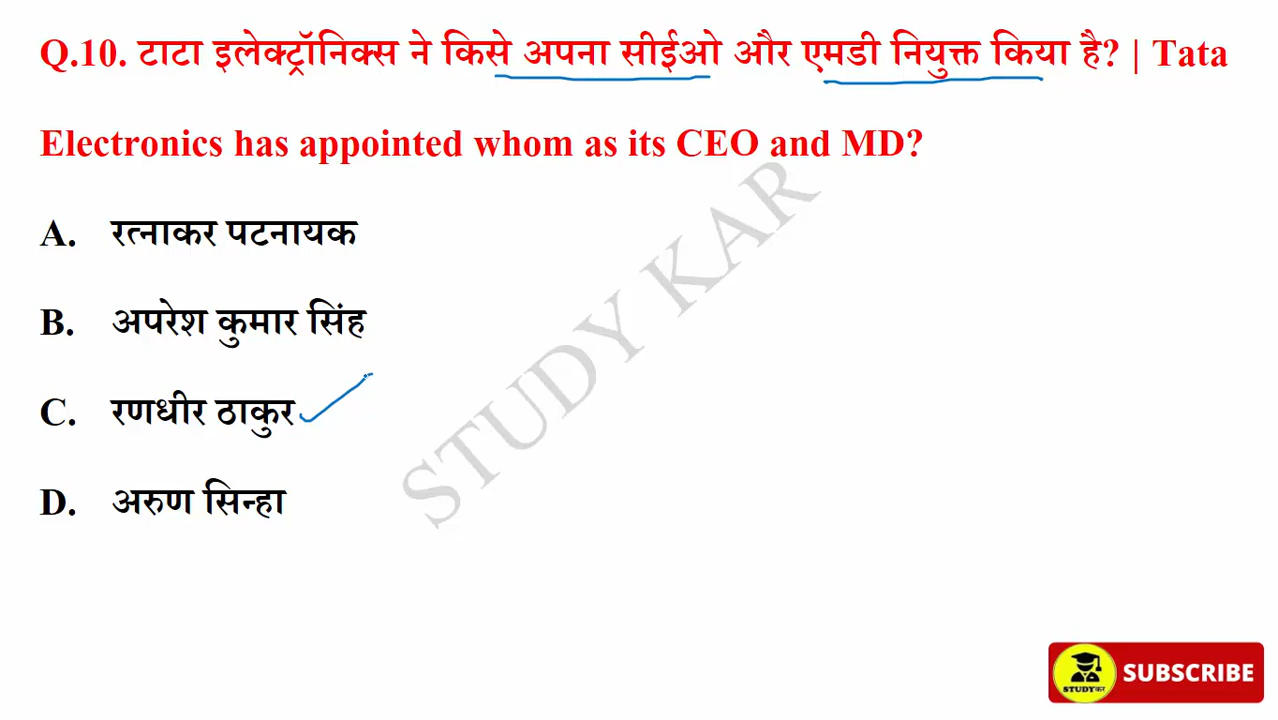 Q.10. टाटा इलेक्ट्रॉनिक्स ने किसे अपना सीईओ और एमडी नियुक्त किया है? | Tata
Electronics has appointed whom as its CEO and MD?
A. रत्नाकर पटनायक
B. अपरेश कुमार सिंह
C. रणधीर ठाकुर
D. अरुण सिन्हा
STUDY KAR
STUDYकर
SUBSCRIBE